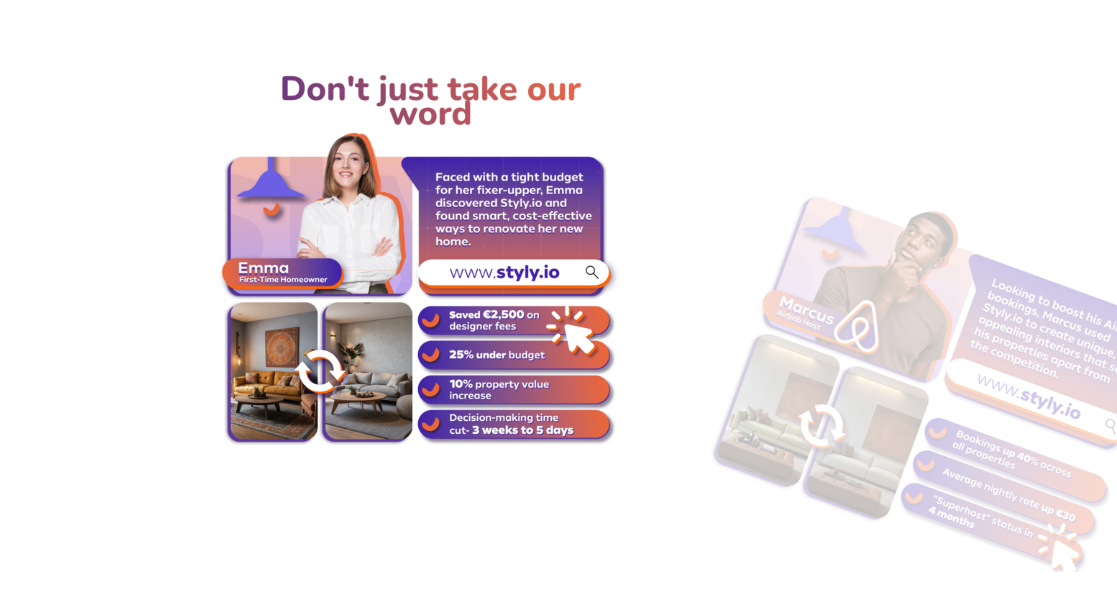 Don't just take our
word
Faced with a tight budget
for her fixer-upper, Emma
discovered Styly.io and
found smart, cost-effective
ways to renovate her new
home.
Emma
First-Time Homeowner
www.styly.io
Saved €2,500 on
designer fees
25% under budget
10% property value
increase
Decision-making time
cut- 3 weeks to 5 days
Looking to boost his
bookings, Marcus used
Styly.io to create unique
appealing interiors that
his properties apart from
the competition.
Marcus
Airbnb Host
www.styly.io
Bookings up 40% across
all properties
Average nightly rate up €30
"Superhost" status in
4 months